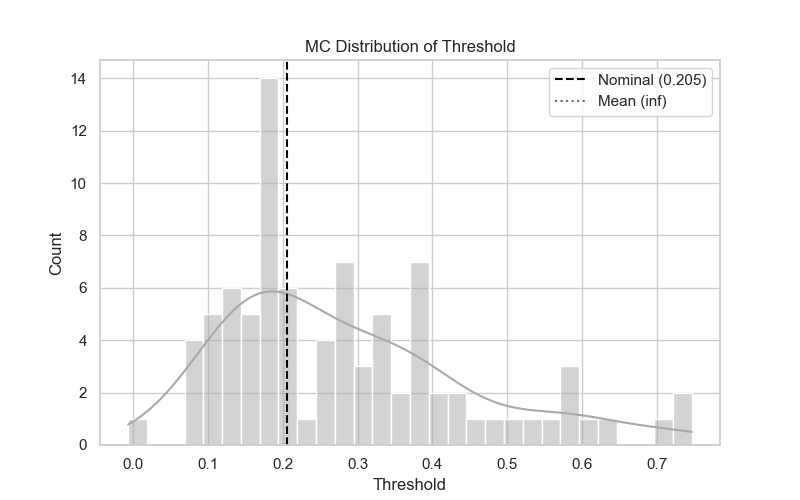 MC Distribution of Threshold
Nominal (0.205)
Mean (inf)
Count
14
12
10
8
6
4
2
0
0.0 0.1 0.2 0.3 0.4 0.5 0.6 0.7
Threshold